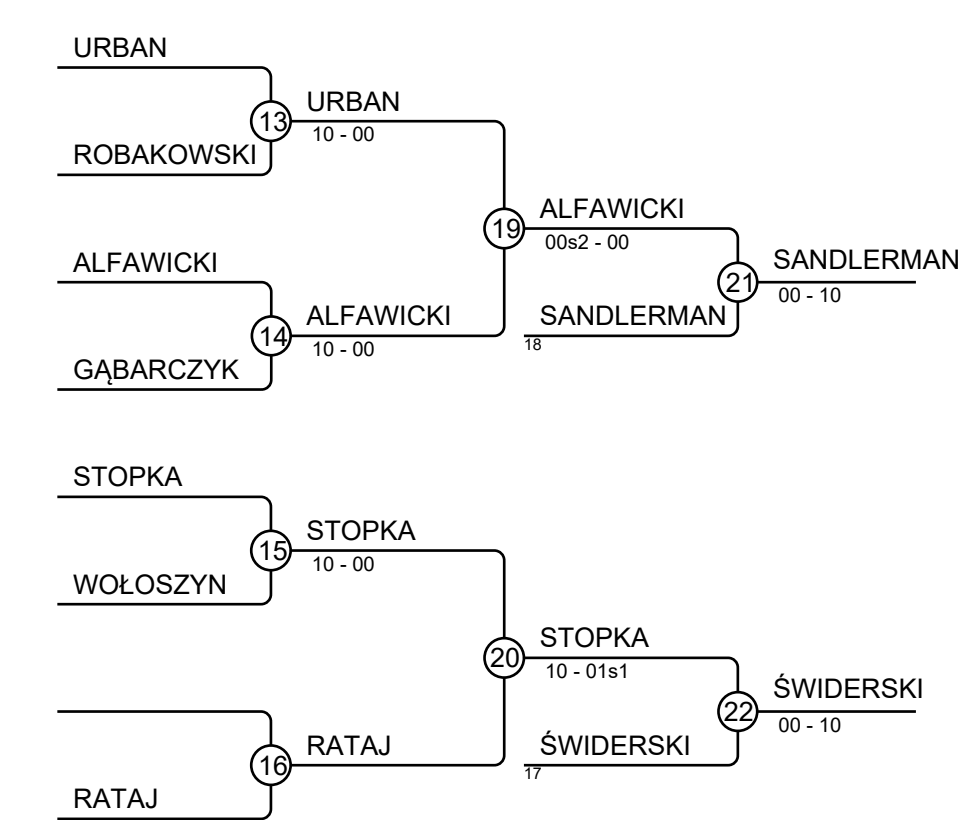 URBAN
13
URBAN
10 - 00
ROBAKOWSKI
19
ALFAWICKI
00s2 - 00
ALFAWICKI
14
ALFAWICKI
10 - 00
GĄBARCZYK
21
SANDLERMAN
00 - 10
SANDLERMAN
18
STOPKA
15
STOPKA
10 - 00
WOŁOSZYN
20
STOPKA
10 - 01s1
16
RATAJ
RATAJ
22
ŚWIDERSKI
00 - 10
ŚWIDERSKI
17